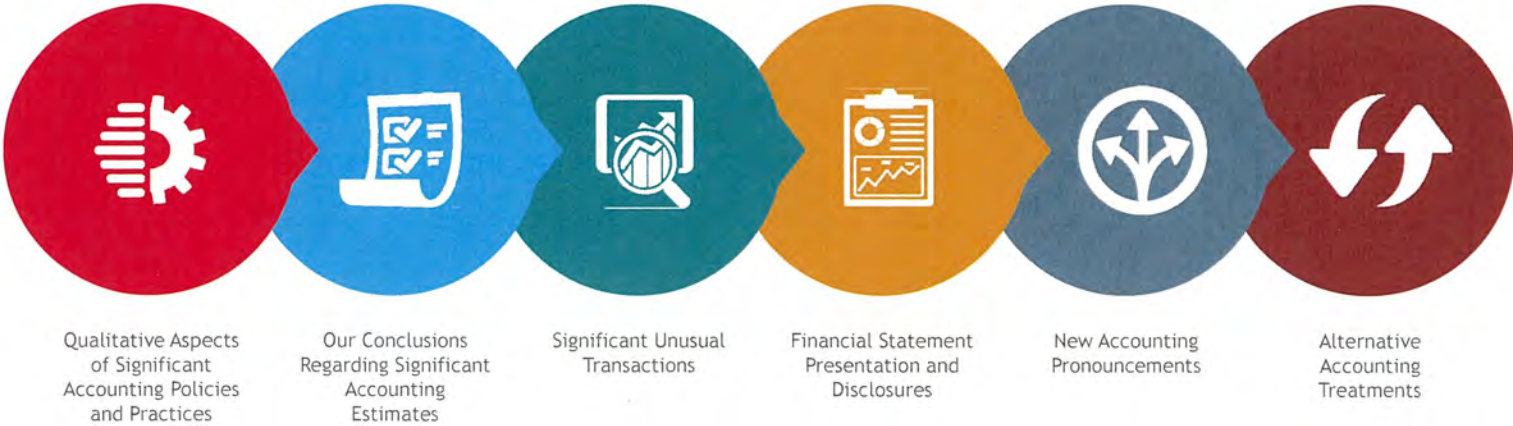 Qualitative Aspects
of Significant
Accounting Policies
and Practices
Our Conclusions
Regarding Significant
Accounting
Estimates
Significant Unusual
Transactions
Financial Statement
Presentation and
Disclosures
New Accounting
Pronouncements
Alternative
Accounting
Treatments